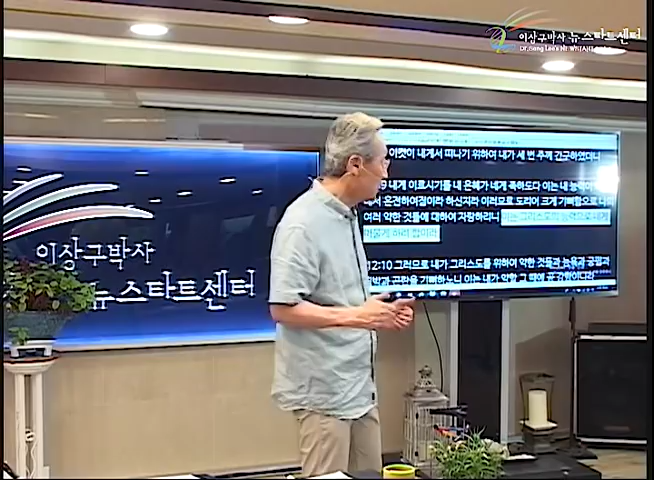 이상구박사 뉴스타트센터
이상구박사
뉴스타트센터
이것이 내게서 떠나기 위하여 내가 세 번 주께 간구하였더니
9 내게 이르시기를 내 은혜가 네게 족하도다 이는 내 능력이
서 온전하여짐이라 하신지라 이러므로 도리어 크게 기뻐함으로 나의
여러 약한 것들에 대하여 자랑하리니 이는 그리스도의 능력으로 내게
머물게 하려 함이라
12:10 그러므로 내가 그리스도를 위하여 약한 것들과 능욕과 궁핍과
박과 곤란을 기뻐하노니 이는 내가 약할 그 때에 곧 강함이니라